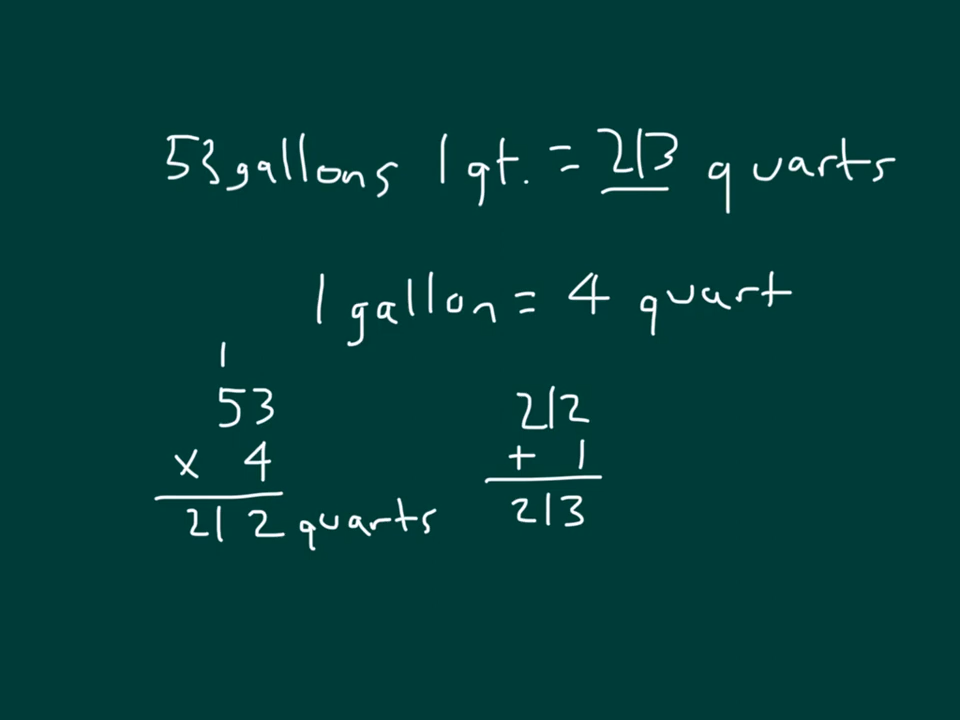 53 gallons 1 qt. = 213 quarts
1 gallon = 4 quart
1
53
x 4
212 quarts
212
+ 1
213